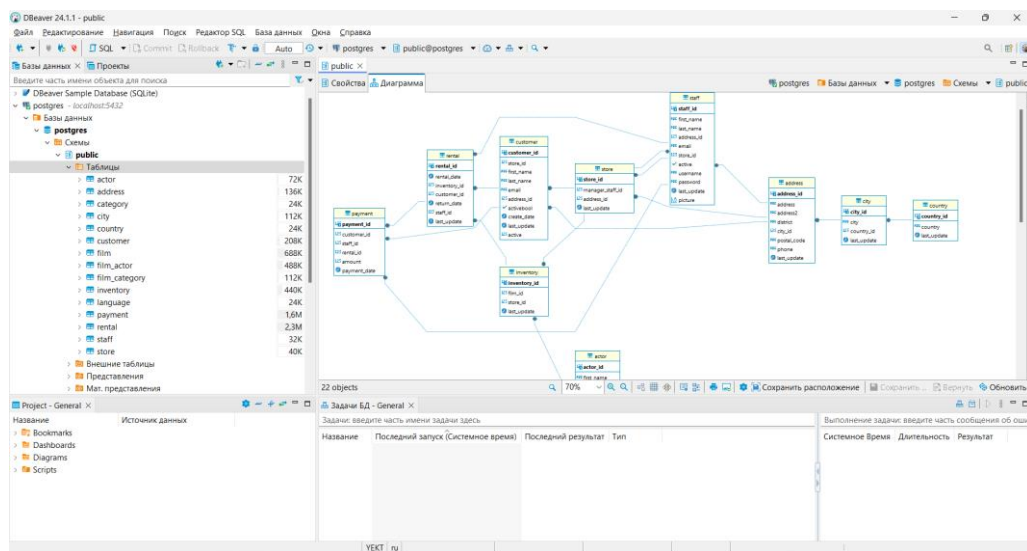 DBeaver 24.1.1 - public
Файл Редактирование Навигация Поиск Редактор SQL База данных Окна Справка
SQL Commit Rollback Auto postgres public@postgres
Базы данных Проекты
Введите часть имени объекта для поиска
DBeaver Sample Database (SQLite)
postgres - localhost:5432
Базы данных
postgres
Схемы
public
Таблицы
actor 72K
address 136K
category 24K
city 112K
country 24K
customer 208K
film 688K
film_actor 488K
film_category 112K
inventory 440K
language 24K
payment 1,6M
rental 2,3M
staff 32K
store 40K
Внешние таблицы
Представления
Мат. представления
public
Свойства Диаграмма
postgres Базы данных postgres Схемы public
staff
staff_id
first_name
last_name
address_id
email
store_id
active
username
password
last_update
picture
customer
customer_id
store_id
first_name
last_name
email
address_id
activebool
create_date
last_update
active
rental
rental_id
rental_date
inventory_id
customer_id
return_date
staff_id
last_update
store
store_id
manager_staff_id
address_id
last_update
address
address_id
address
address2
district
city_id
postal_code
phone
last_update
city
city_id
city
country_id
last_update
country
country_id
country
last_update
payment
payment_id
customer_id
staff_id
rental_id
amount
payment_date
inventory
inventory_id
film_id
store_id
last_update
actor
actor_id
first_name
22 objects
70%
Сохранить расположение Сохранить ... Вернуть Обновить
Project - General
Название Источник данных
Bookmarks
Dashboards
Diagrams
Scripts
Задачи БД - General
Задачи: введите часть имени задачи здесь
Название Последний запуск (Системное время) Последний результат Тип
Выполнение задачи: введите часть сообщения об
Системное Время Длительность Результат
YEKT ru